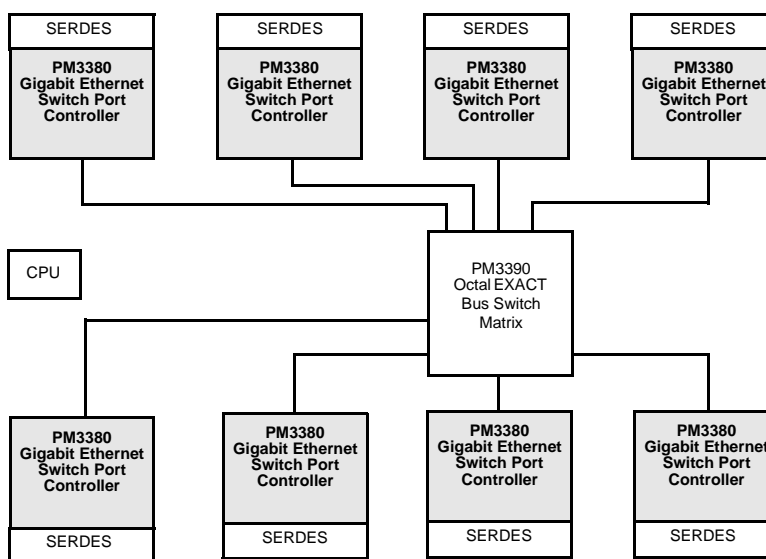 SERDES
PM3380
Gigabit Ethernet
Switch Port
Controller
SERDES
PM3380
Gigabit Ethernet
Switch Port
Controller
SERDES
PM3380
Gigabit Ethernet
Switch Port
Controller
SERDES
PM3380
Gigabit Ethernet
Switch Port
Controller
CPU
PM3390
Octal EXACT
Bus Switch
Matrix
PM3380
Gigabit Ethernet
Switch Port
Controller
SERDES
PM3380
Gigabit Ethernet
Switch Port
Controller
SERDES
PM3380
Gigabit Ethernet
Switch Port
Controller
SERDES
PM3380
Gigabit Ethernet
Switch Port
Controller
SERDES